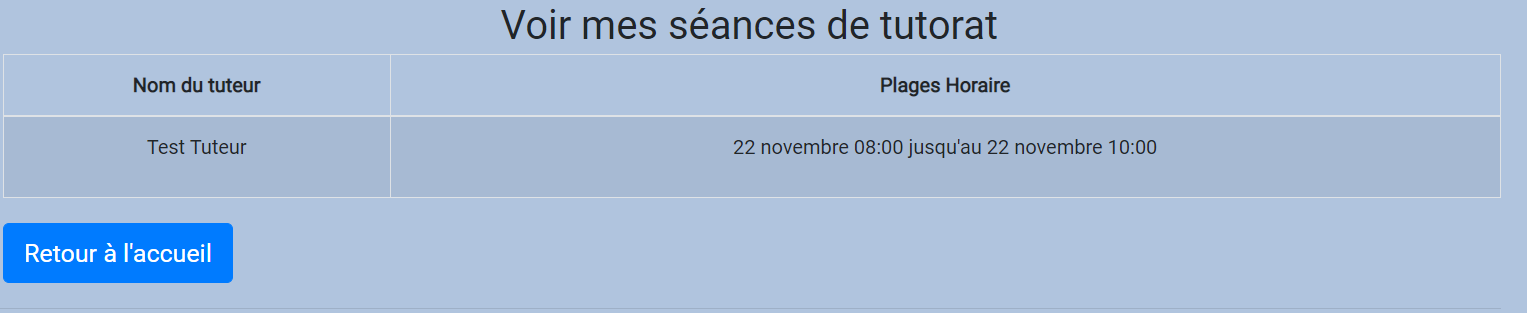 Voir mes séances de tutorat
Nom du tuteur Plages Horaire
Test Tuteur 22 novembre 08:00 jusqu'au 22 novembre 10:00
Retour à l'accueil